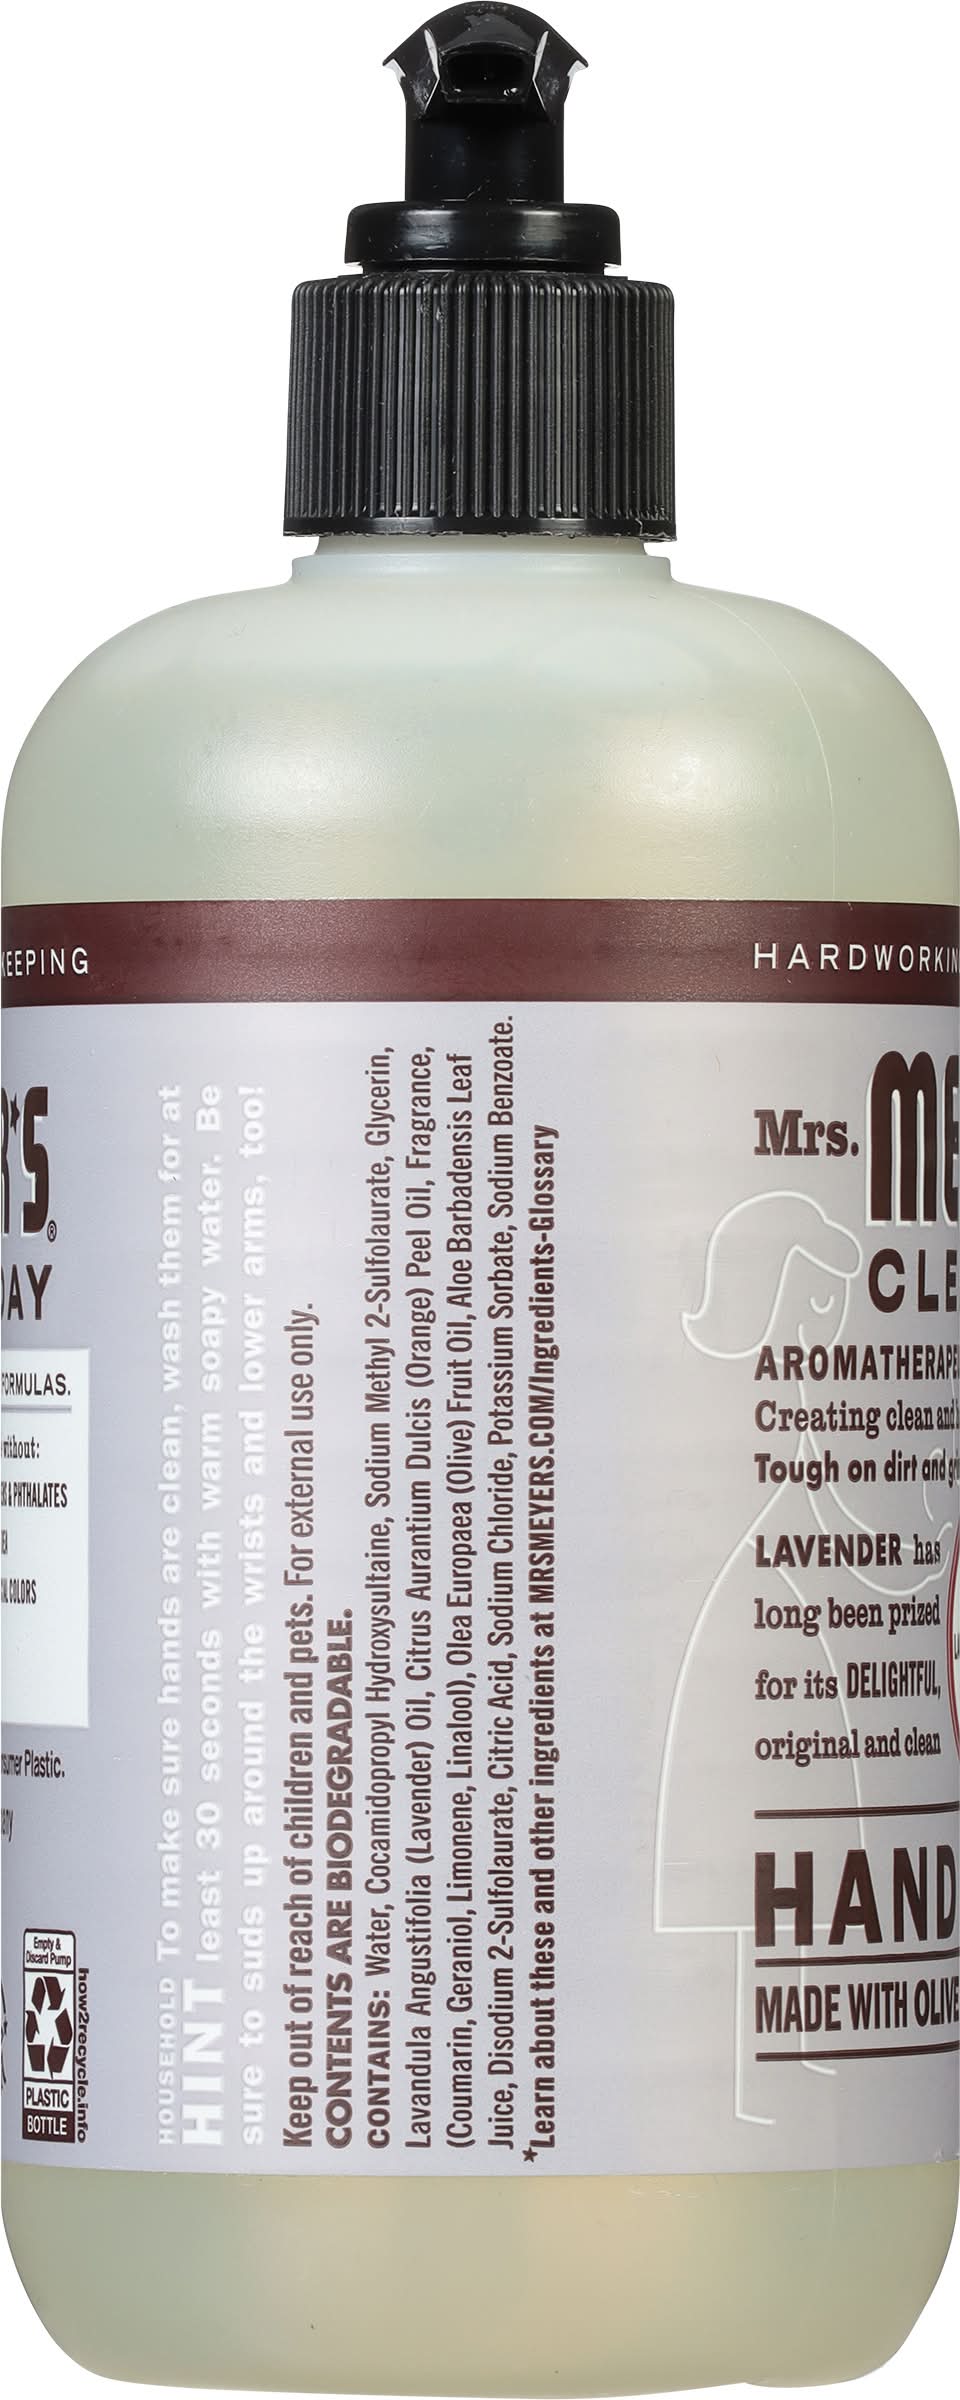 KEEPING
R'S®
DAY
FORMULAS.
without:
& PHTHALATES
COLORS
Plastic.
Empty &
Discard Pump
PLASTIC
BOTTLE
how2recycle.info
HOUSEHOLD To make sure hands are clean, wash them for at
HINT least 30 seconds with warm soapy water. Be
sure to suds up around the wrists and lower arms, too!
Keep out of reach of children and pets. For external use only.
CONTENTS ARE BIODEGRADABLE.
CONTAINS: Water, Cocamidopropyl Hydroxysultaine, Sodium Methyl 2-Sulfolaurate, Glycerin,
Lavandula Angustifolia (Lavender) Oil, Citrus Aurantium Dulcis (Orange) Peel Oil, Fragrance,
(Coumarin, Geraniol, Limonene, Linalool), Olea Europaea (Olive) Fruit Oil, Aloe Barbadensis Leaf
Juice, Disodium 2-Sulfolaurate, Citric Acid, Sodium Chloride, Potassium Sorbate, Sodium Benzoate.
*Learn about these and other ingredients at MRSMEYERS.COM/Ingredients-Glossary
HARDWORKING
Mrs. ME
CLE
AROMATHERAPE
Creating clean and
Tough on dirt and
LAVENDER has
long been prized
for its DELIGHTFUL,
original and clean
HAND
MADE WITH OLIVE